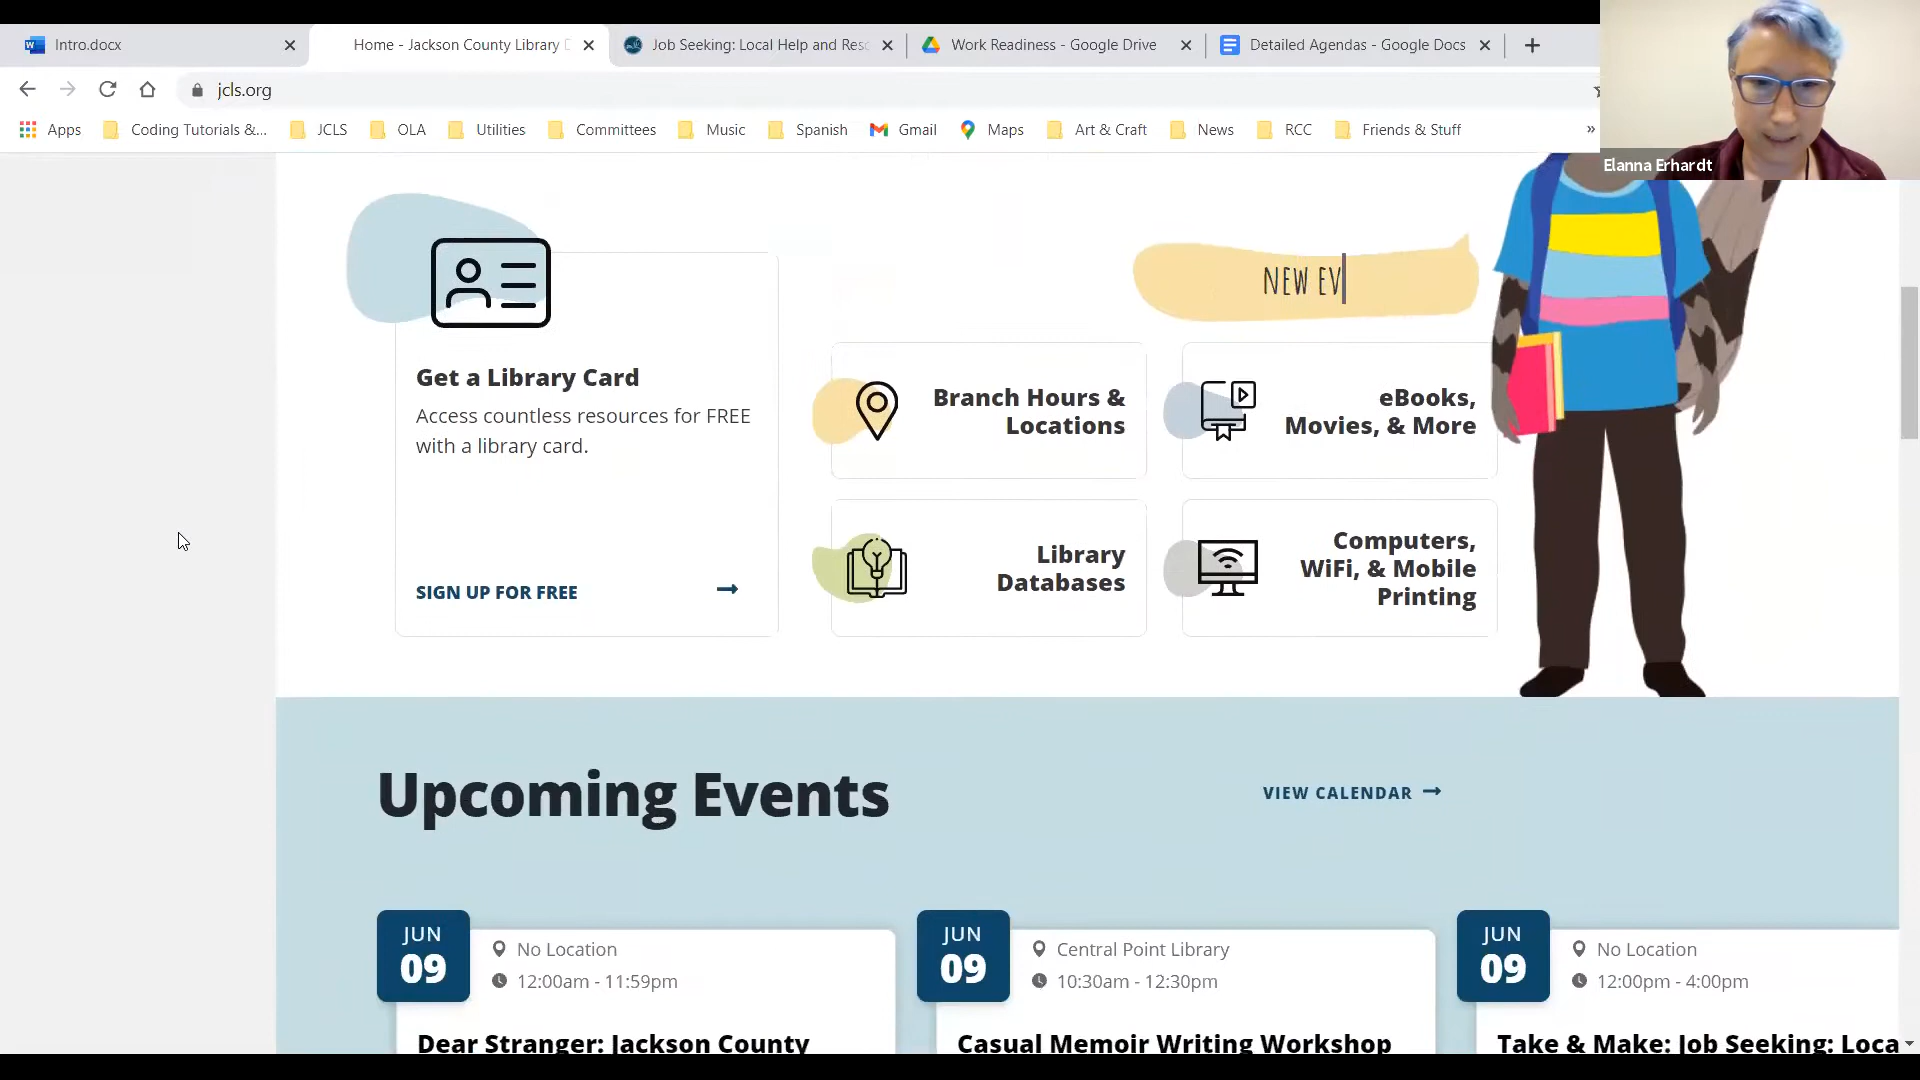 Intro.docx
Home - Jackson County Library D
Job Seeking: Local Help and Reso
Work Readiness - Google Drive
Detailed Agendas - Google Docs
jcls.org
Apps
Coding Tutorials &...
JCLS
OLA
Utilities
Committees
Music
Spanish
Gmail
Maps
Art & Craft
News
RCC
Friends & Stuff
»
Elanna Erhardt
NEW EV
Get a Library Card
Access countless resources for FREE
with a library card.
SIGN UP FOR FREE
Branch Hours &
Locations
eBooks,
Movies, & More
Library
Databases
Computers,
WiFi, & Mobile
Printing
Upcoming Events
VIEW CALENDAR
JUN
09
No Location
12:00am - 11:59pm
Dear Stranger: Jackson County
JUN
09
Central Point Library
10:30am - 12:30pm
Casual Memoir Writing Workshop
JUN
09
No Location
12:00pm - 4:00pm
Take & Make: Job Seeking: Loca